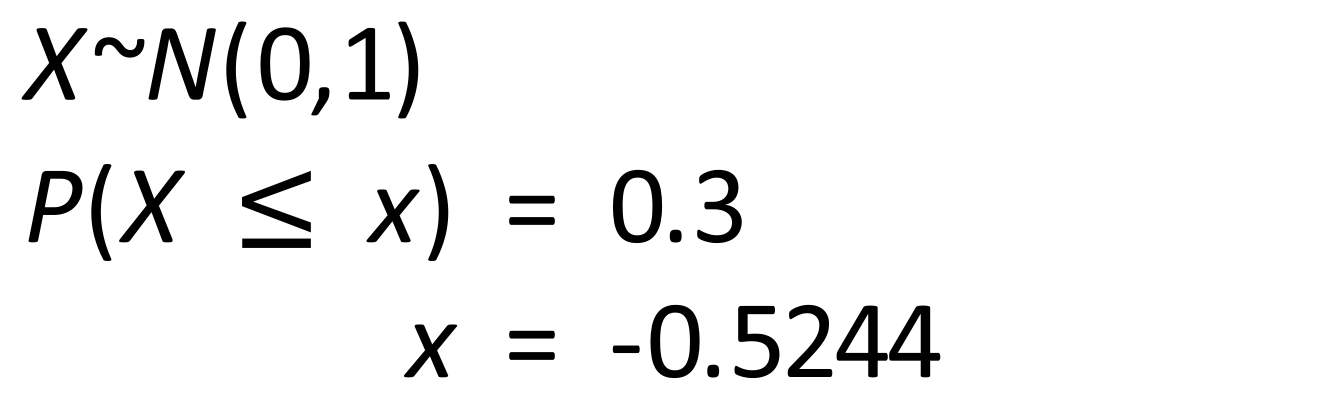 X~N(0,1)
P(X ≤ x) = 0.3
x = -0.5244